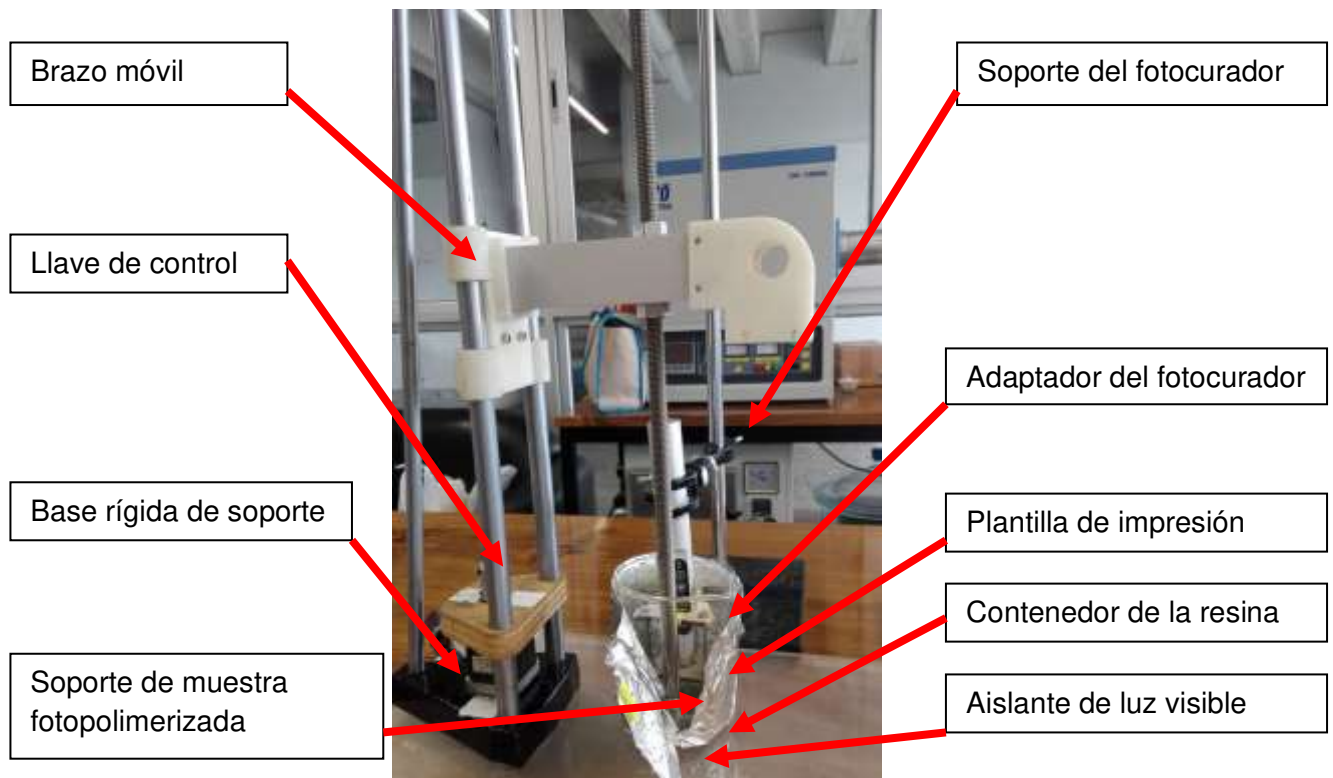 Brazo móvil
Llave de control
Base rígida de soporte
Soporte de muestra
fotopolimerizada
Soporte del fotocurador
Adaptador del fotocurador
Plantilla de impresión
Contenedor de la resina
Aislante de luz visible